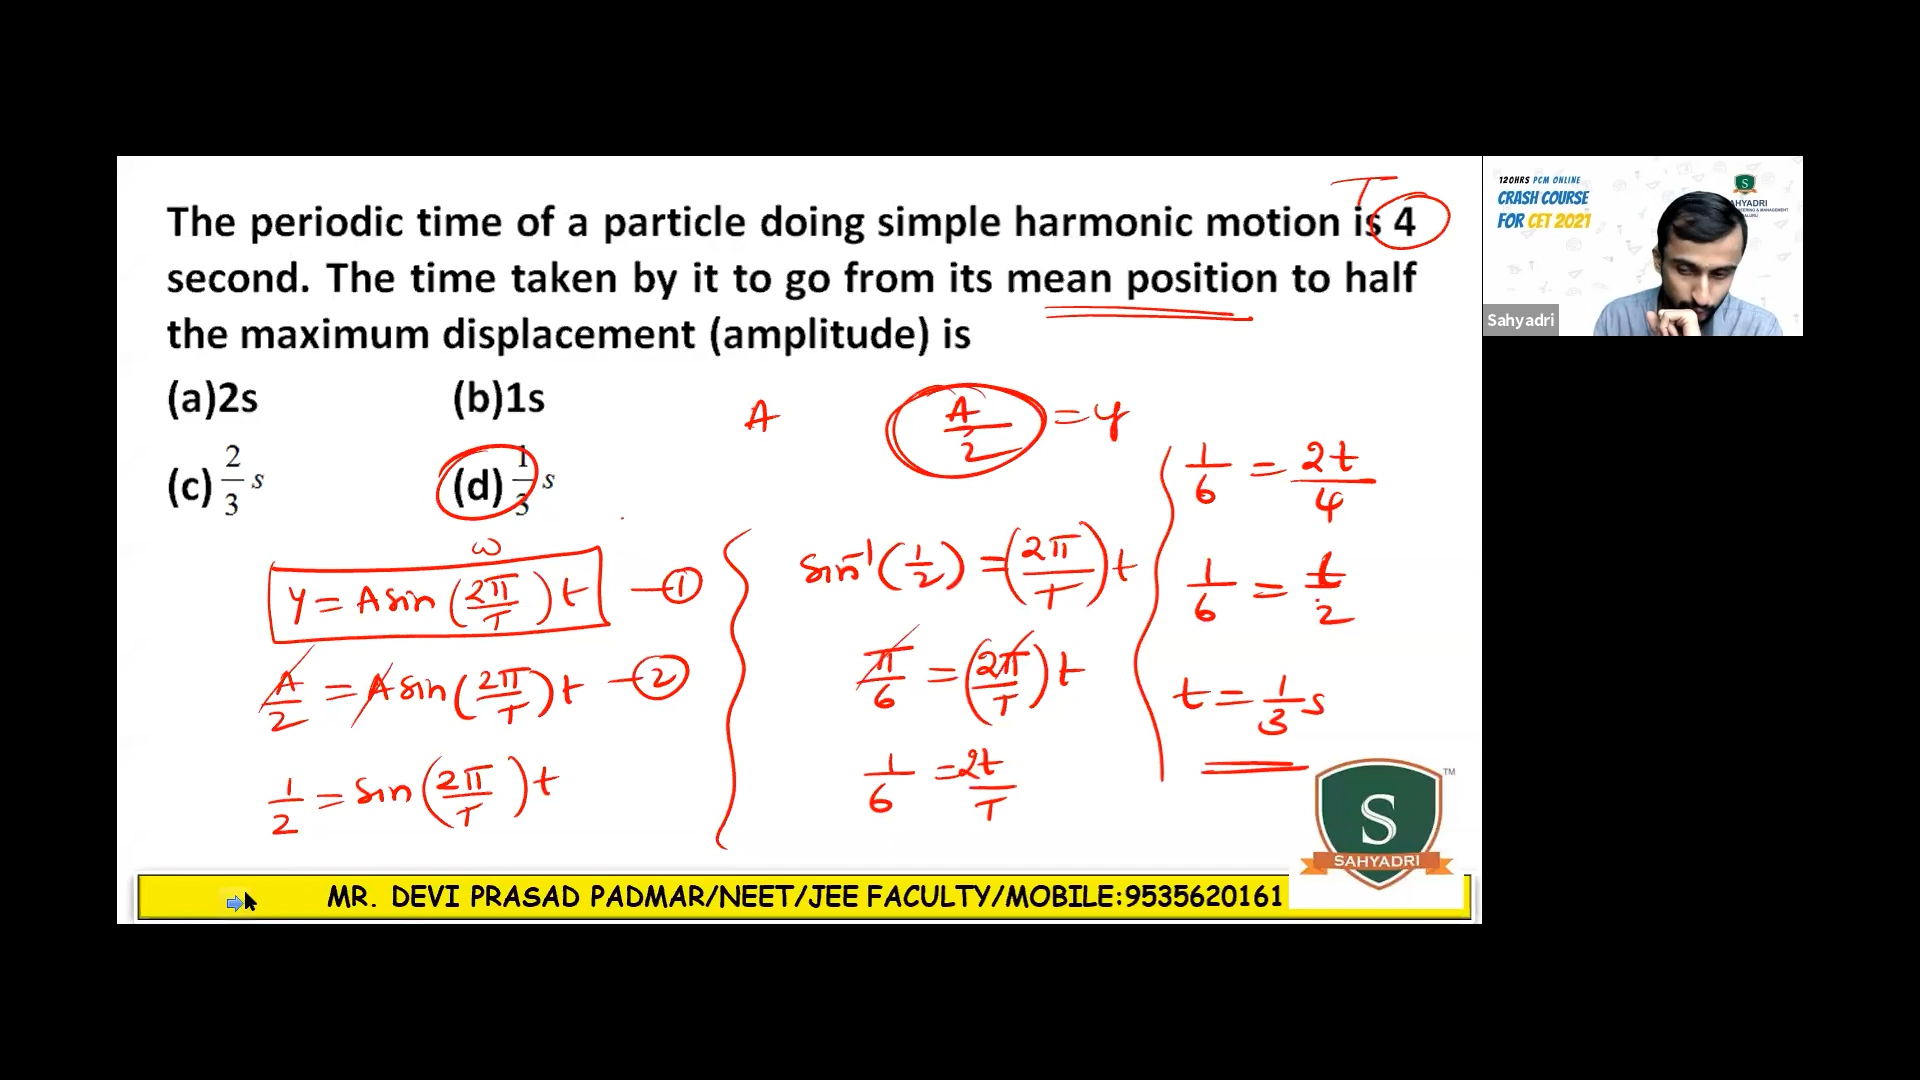 The periodic time of a particle doing simple harmonic motion is 4
second. The time taken by it to go from its mean position to half
the maximum displacement (amplitude) is
(a)2s (b)1s
(c) 2/3 s (d) 1/3 s
T
A A/2 = y
ω
y = A sin (2π/T) t —①
A/2 = A sin (2π/T) t —②
1/2 = sin (2π/T) t
sin⁻¹(1/2) = (2π/T) t
π/6 = (2π/T) t
1/6 = 2t/T
1/6 = 2t/4
1/6 = t/2
t = 1/3 s
S
SAHYADRI
TM
MR. DEVI PRASAD PADMAR/NEET/JEE FACULTY/MOBILE:9535620161
120HRS PCM ONLINE
CRASH COURSE
FOR CET 2021
S
Sahyadri